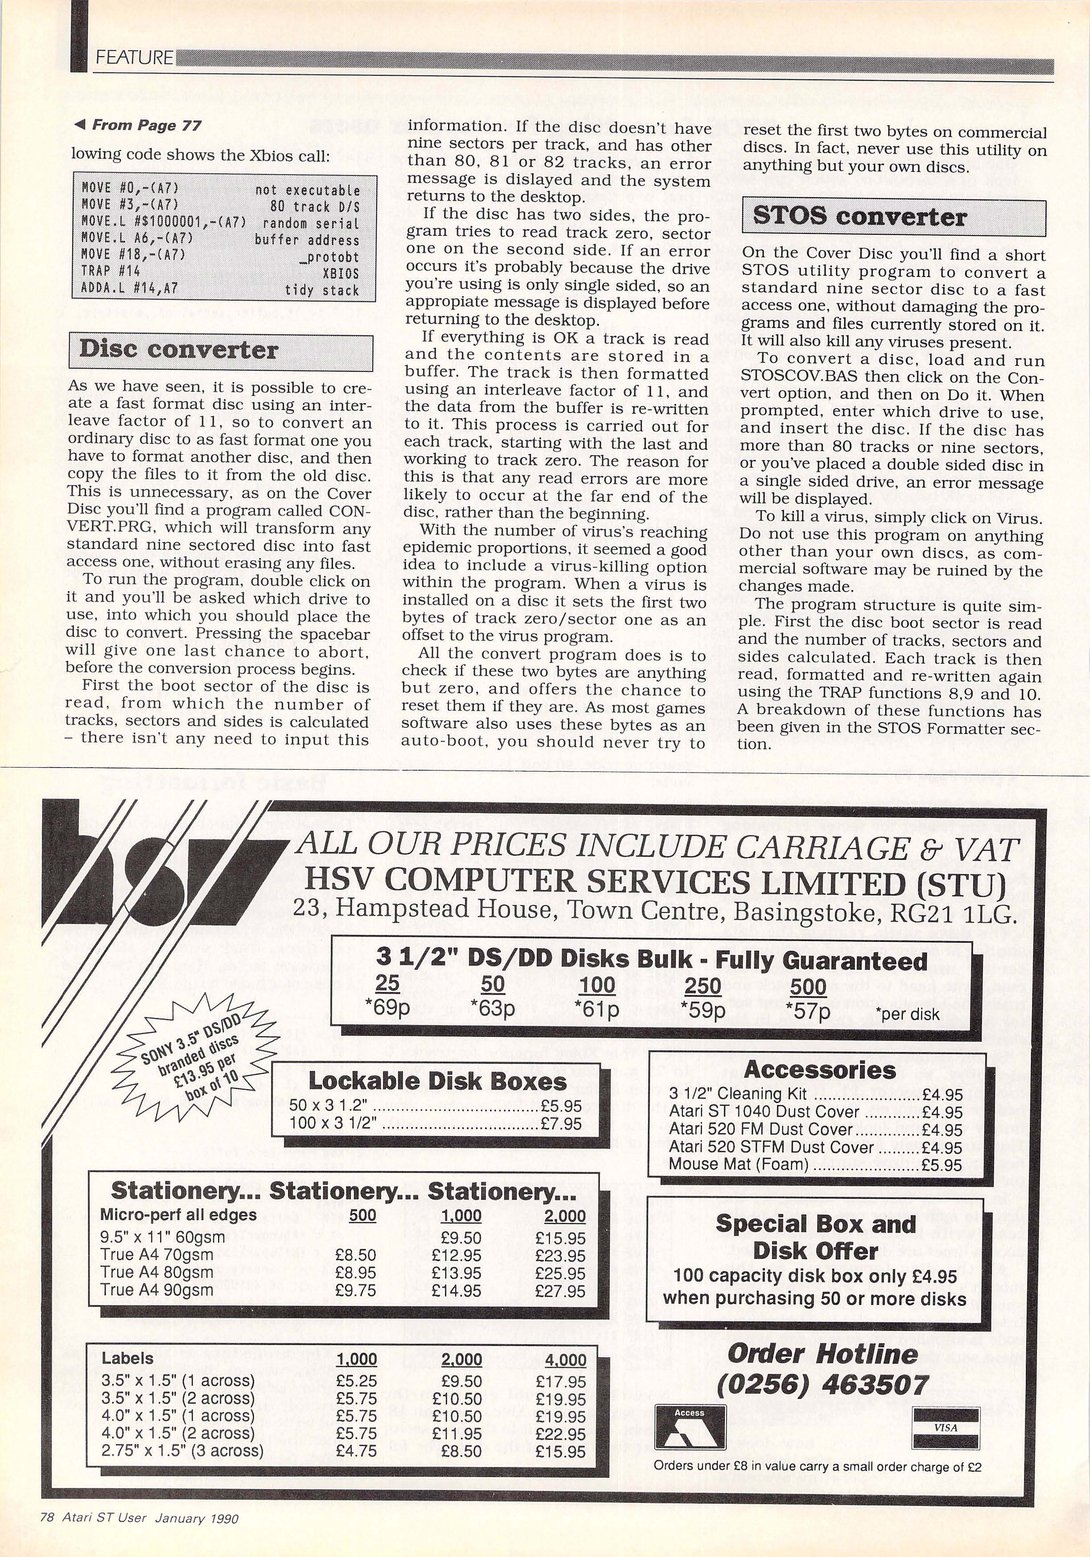 FEATURE
◄ From Page 77
lowing code shows the Xbios call:
MOVE #0,-(A7) not executable
MOVE #3,-(A7) 80 track D/S
MOVE.L #$1000001,-(A7) random serial
MOVE.L A6,-(A7) buffer address
MOVE #18,-(A7) _protobt
TRAP #14 XBIOS
ADDA.L #14,A7 tidy stack
Disc converter
As we have seen, it is possible to cre-
ate a fast format disc using an inter-
leave factor of 11, so to convert an
ordinary disc to as fast format one you
have to format another disc, and then
copy the files to it from the old disc.
This is unnecessary, as on the Cover
Disc you'll find a program called CON-
VERT.PRG, which will transform any
standard nine sectored disc into fast
access one, without erasing any files.
To run the program, double click on
it and you'll be asked which drive to
use, into which you should place the
disc to convert. Pressing the spacebar
will give one last chance to abort,
before the conversion process begins.
First the boot sector of the disc is
read, from which the number of
tracks, sectors and sides is calculated
– there isn't any need to input this
information. If the disc doesn't have
nine sectors per track, and has other
than 80, 81 or 82 tracks, an error
message is dislayed and the system
returns to the desktop.
If the disc has two sides, the pro-
gram tries to read track zero, sector
one on the second side. If an error
occurs it's probably because the drive
you're using is only single sided, so an
appropiate message is displayed before
returning to the desktop.
If everything is OK a track is read
and the contents are stored in a
buffer. The track is then formatted
using an interleave factor of 11, and
the data from the buffer is re-written
to it. This process is carried out for
each track, starting with the last and
working to track zero. The reason for
this is that any read errors are more
likely to occur at the far end of the
disc, rather than the beginning.
With the number of virus's reaching
epidemic proportions, it seemed a good
idea to include a virus-killing option
within the program. When a virus is
installed on a disc it sets the first two
bytes of track zero/sector one as an
offset to the virus program.
All the convert program does is to
check if these two bytes are anything
but zero, and offers the chance to
reset them if they are. As most games
software also uses these bytes as an
auto-boot, you should never try to
reset the first two bytes on commercial
discs. In fact, never use this utility on
anything but your own discs.
STOS converter
On the Cover Disc you'll find a short
STOS utility program to convert a
standard nine sector disc to a fast
access one, without damaging the pro-
grams and files currently stored on it.
It will also kill any viruses present.
To convert a disc, load and run
STOSCOV.BAS then click on the Con-
vert option, and then on Do it. When
prompted, enter which drive to use,
and insert the disc. If the disc has
more than 80 tracks or nine sectors,
or you've placed a double sided disc in
a single sided drive, an error message
will be displayed.
To kill a virus, simply click on Virus.
Do not use this program on anything
other than your own discs, as com-
mercial software may be ruined by the
changes made.
The program structure is quite sim-
ple. First the disc boot sector is read
and the number of tracks, sectors and
sides calculated. Each track is then
read, formatted and re-written again
using the TRAP functions 8,9 and 10.
A breakdown of these functions has
been given in the STOS Formatter sec-
tion.
hsv
ALL OUR PRICES INCLUDE CARRIAGE & VAT
HSV COMPUTER SERVICES LIMITED (STU)
23, Hampstead House, Town Centre, Basingstoke, RG21 1LG.
3 1/2" DS/DD Disks Bulk - Fully Guaranteed
25 50 100 250 500
*69p *63p *61p *59p *57p *per disk
SONY 3.5" DS/DD
branded discs
£13.95 per
box of 10
Lockable Disk Boxes
50 x 3 1.2" .................................... £5.95
100 x 3 1/2" .................................. £7.95
Accessories
3 1/2" Cleaning Kit ....................... £4.95
Atari ST 1040 Dust Cover ............ £4.95
Atari 520 FM Dust Cover .............. £4.95
Atari 520 STFM Dust Cover ......... £4.95
Mouse Mat (Foam) ....................... £5.95
Stationery... Stationery... Stationery...
Micro-perf all edges 500 1,000 2,000
9.5" x 11" 60gsm £9.50 £15.95
True A4 70gsm £8.50 £12.95 £23.95
True A4 80gsm £8.95 £13.95 £25.95
True A4 90gsm £9.75 £14.95 £27.95
Special Box and
Disk Offer
100 capacity disk box only £4.95
when purchasing 50 or more disks
Labels 1,000 2,000 4,000
3.5" x 1.5" (1 across) £5.25 £9.50 £17.95
3.5" x 1.5" (2 across) £5.75 £10.50 £19.95
4.0" x 1.5" (1 across) £5.75 £10.50 £19.95
4.0" x 1.5" (2 across) £5.75 £11.95 £22.95
2.75" x 1.5" (3 across) £4.75 £8.50 £15.95
Order Hotline
(0256) 463507
Access
VISA
Orders under £8 in value carry a small order charge of £2
78 Atari ST User January 1990